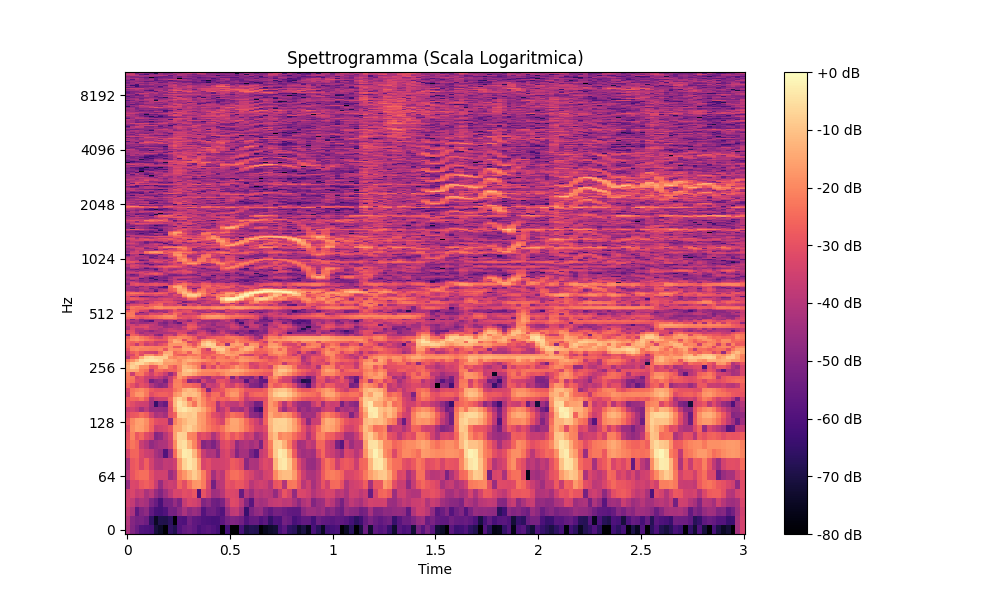 Spettrogramma (Scala Logaritmica)
Hz
8192
4096
2048
1024
512
256
128
64
0
0 0.5 1 1.5 2 2.5 3
Time
+0 dB
-10 dB
-20 dB
-30 dB
-40 dB
-50 dB
-60 dB
-70 dB
-80 dB